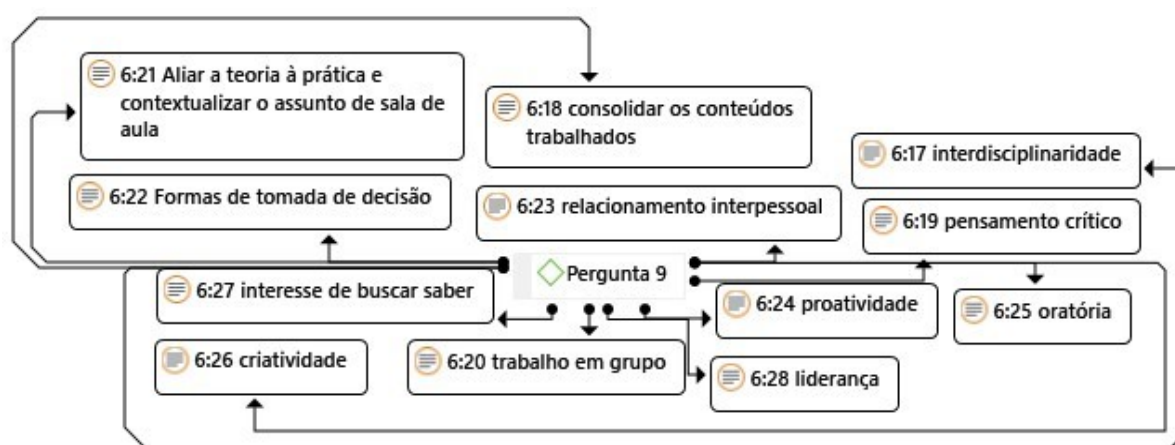 6:21 Aliar a teoria à prática e
contextualizar o assunto de sala de
aula
6:18 consolidar os conteúdos
trabalhados
6:17 interdisciplinaridade
6:22 Formas de tomada de decisão
6:23 relacionamento interpessoal
6:19 pensamento crítico
Pergunta 9
6:27 interesse de buscar saber
6:24 proatividade
6:25 oratória
6:26 criatividade
6:20 trabalho em grupo
6:28 liderança